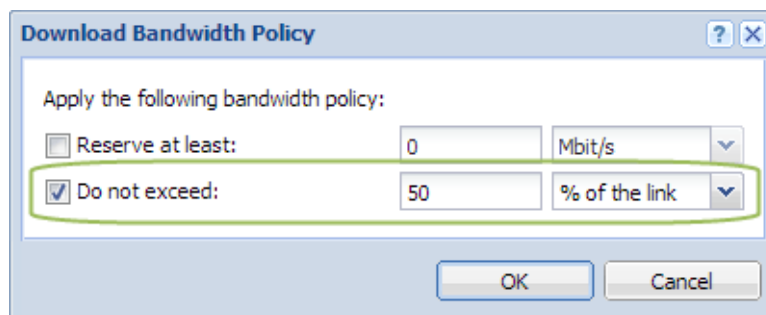 Download Bandwidth Policy ?
Apply the following bandwidth policy:
Reserve at least: 0 Mbit/s
Do not exceed: 50 % of the link
OK Cancel